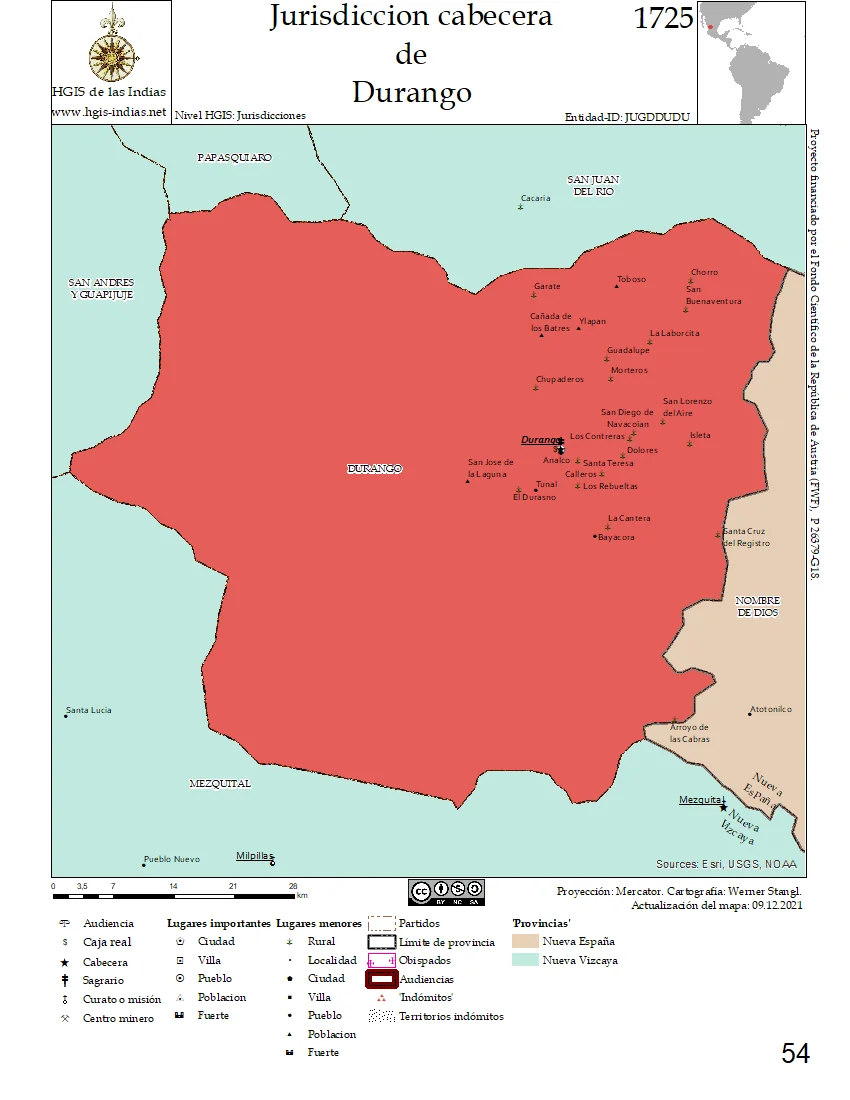 Jurisdiccion cabecera
de
Durango
1725
HGIS de las Indias
www.hgis-indias.net
Nivel HGIS: Jurisdicciones
Entidad-ID: JUGDDUDU
Proyecto financiado por el Fondo Científico de la República de Austria (FWF), P 26379-G18.
PAPASQUIARO
SAN JUAN
DEL RIO
Cacaria
SAN ANDRES
Y GUAPIJUJE
Garate
Toboso
Chorro
San
Buenaventura
Cañada de
los Batres
Ylapan
La Laborcita
Guadalupe
Morteros
Chupaderos
San Lorenzo
del Aire
San Diego de
Navacoian
Durango
Los Contreras
Isleta
Dolores
DURANGO
San Jose de
la Laguna
Analco
Santa Teresa
Calleros
Tunal
Los Rebueltas
El Durasno
La Cantera
Bayacora
Santa Cruz
del Registro
NOMBRE
DE DIOS
Santa Lucia
Atotonilco
Arroyo de
las Cabras
MEZQUITAL
Nueva
España
Mezquital
Nueva
Vizcaya
Pueblo Nuevo
Milpillas
Sources: Esri, USGS, NOAA
0 3,5 7 14 21 28
km
CC BY NC SA
Proyección: Mercator. Cartografía: Werner Stangl.
Actualización del mapa: 09.12.2021
Audiencia
Caja real
Cabecera
Sagrario
Curato o misión
Centro minero
Lugares importantes
Ciudad
Villa
Pueblo
Poblacion
Fuerte
Lugares menores
Rural
Localidad
Ciudad
Villa
Pueblo
Poblacion
Fuerte
Partidos
Límite de provincia
Obispados
Audiencias
'Indómitos'
Territorios indómitos
'Provincias'
Nueva España
Nueva Vizcaya
54